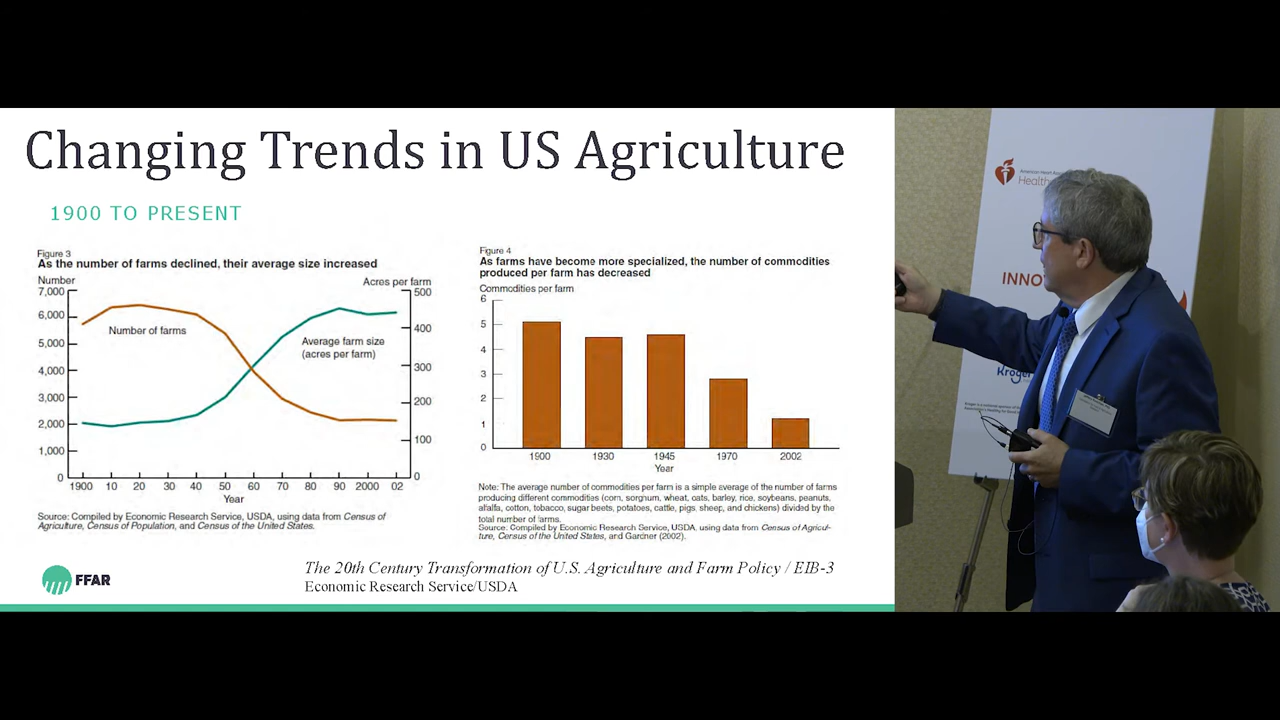 Changing Trends in US Agriculture
1900 TO PRESENT
Figure 3
As the number of farms declined, their average size increased
Number
Acres per farm
7,000
6,000
5,000
4,000
3,000
2,000
1,000
0
500
400
300
200
100
0
Number of farms
Average farm size
(acres per farm)
1900 10 20 30 40 50 60 70 80 90 2000 02
Year
Source: Compiled by Economic Research Service, USDA, using data from Census of
Agriculture, Census of Population, and Census of the United States.
Figure 4
As farms have become more specialized, the number of commodities
produced per farm has decreased
Commodities per farm
6
5
4
3
2
1
0
1900 1930 1945 1970 2002
Year
Note: The average number of commodities per farm is a simple average of the number of farms
producing different commodities (corn, sorghum, wheat, oats, barley, rice, soybeans, peanuts,
alfalfa, cotton, tobacco, sugar beets, potatoes, cattle, pigs, sheep, and chickens) divided by the
total number of farms.
Source: Compiled by Economic Research Service, USDA, using data from Census of Agricul-
ture, Census of the United States, and Gardner (2002).
FFAR
The 20th Century Transformation of U.S. Agriculture and Farm Policy / EIB-3
Economic Research Service/USDA
American Heart
Health
INNO
Kroger